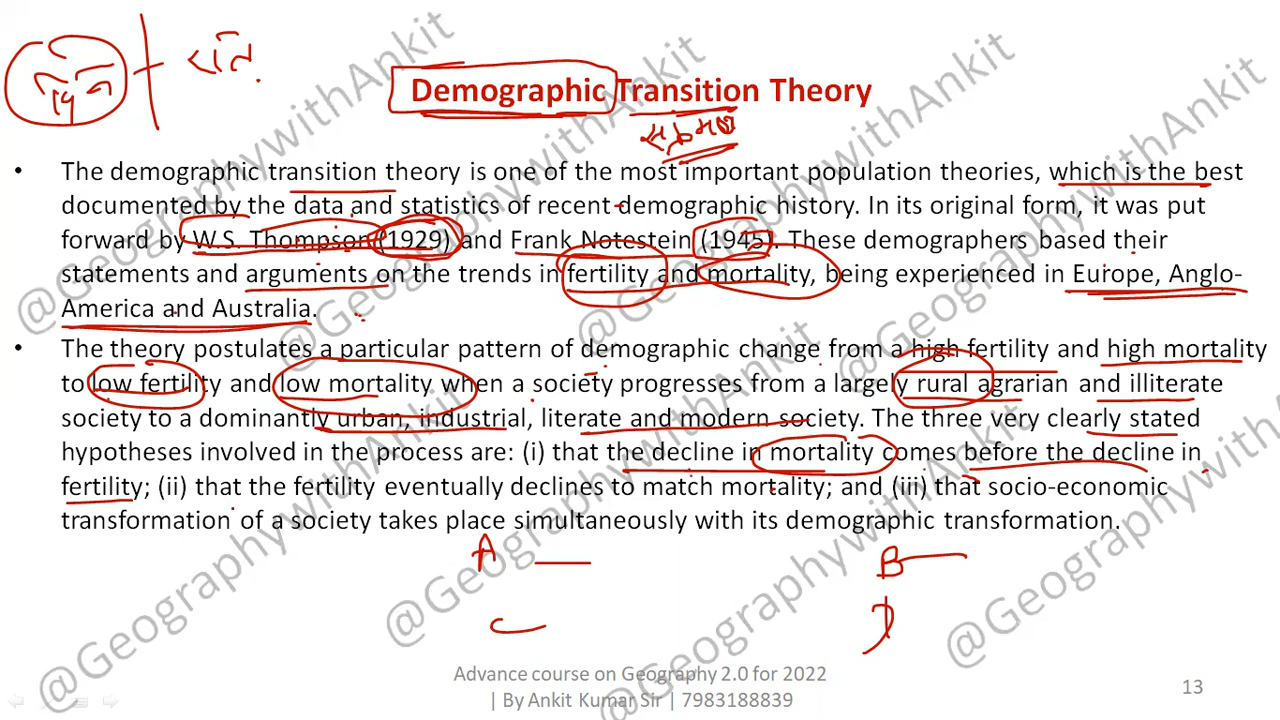 Demographic Transition Theory
• The demographic transition theory is one of the most important population theories, which is the best
documented by the data and statistics of recent demographic history. In its original form, it was put
forward by W.S. Thompson (1929) and Frank Notestein (1945). These demographers based their
statements and arguments on the trends in fertility and mortality, being experienced in Europe, Anglo-
America and Australia.
• The theory postulates a particular pattern of demographic change from a high fertility and high mortality
to low fertility and low mortality when a society progresses from a largely rural agrarian and illiterate
society to a dominantly urban, industrial, literate and modern society. The three very clearly stated
hypotheses involved in the process are: (i) that the decline in mortality comes before the decline in
fertility; (ii) that the fertility eventually declines to match mortality; and (iii) that socio-economic
transformation of a society takes place simultaneously with its demographic transformation.
A B
C D
Advance course on Geography 2.0 for 2022
| By Ankit Kumar Sir | 7983188839
13
@GeographywithAnkit
@GeographywithAnkit
@GeographywithAnkit
@GeographywithAnkit
@GeographywithAnkit
@GeographywithAnkit
@GeographywithAnkit
@GeographywithAnkit